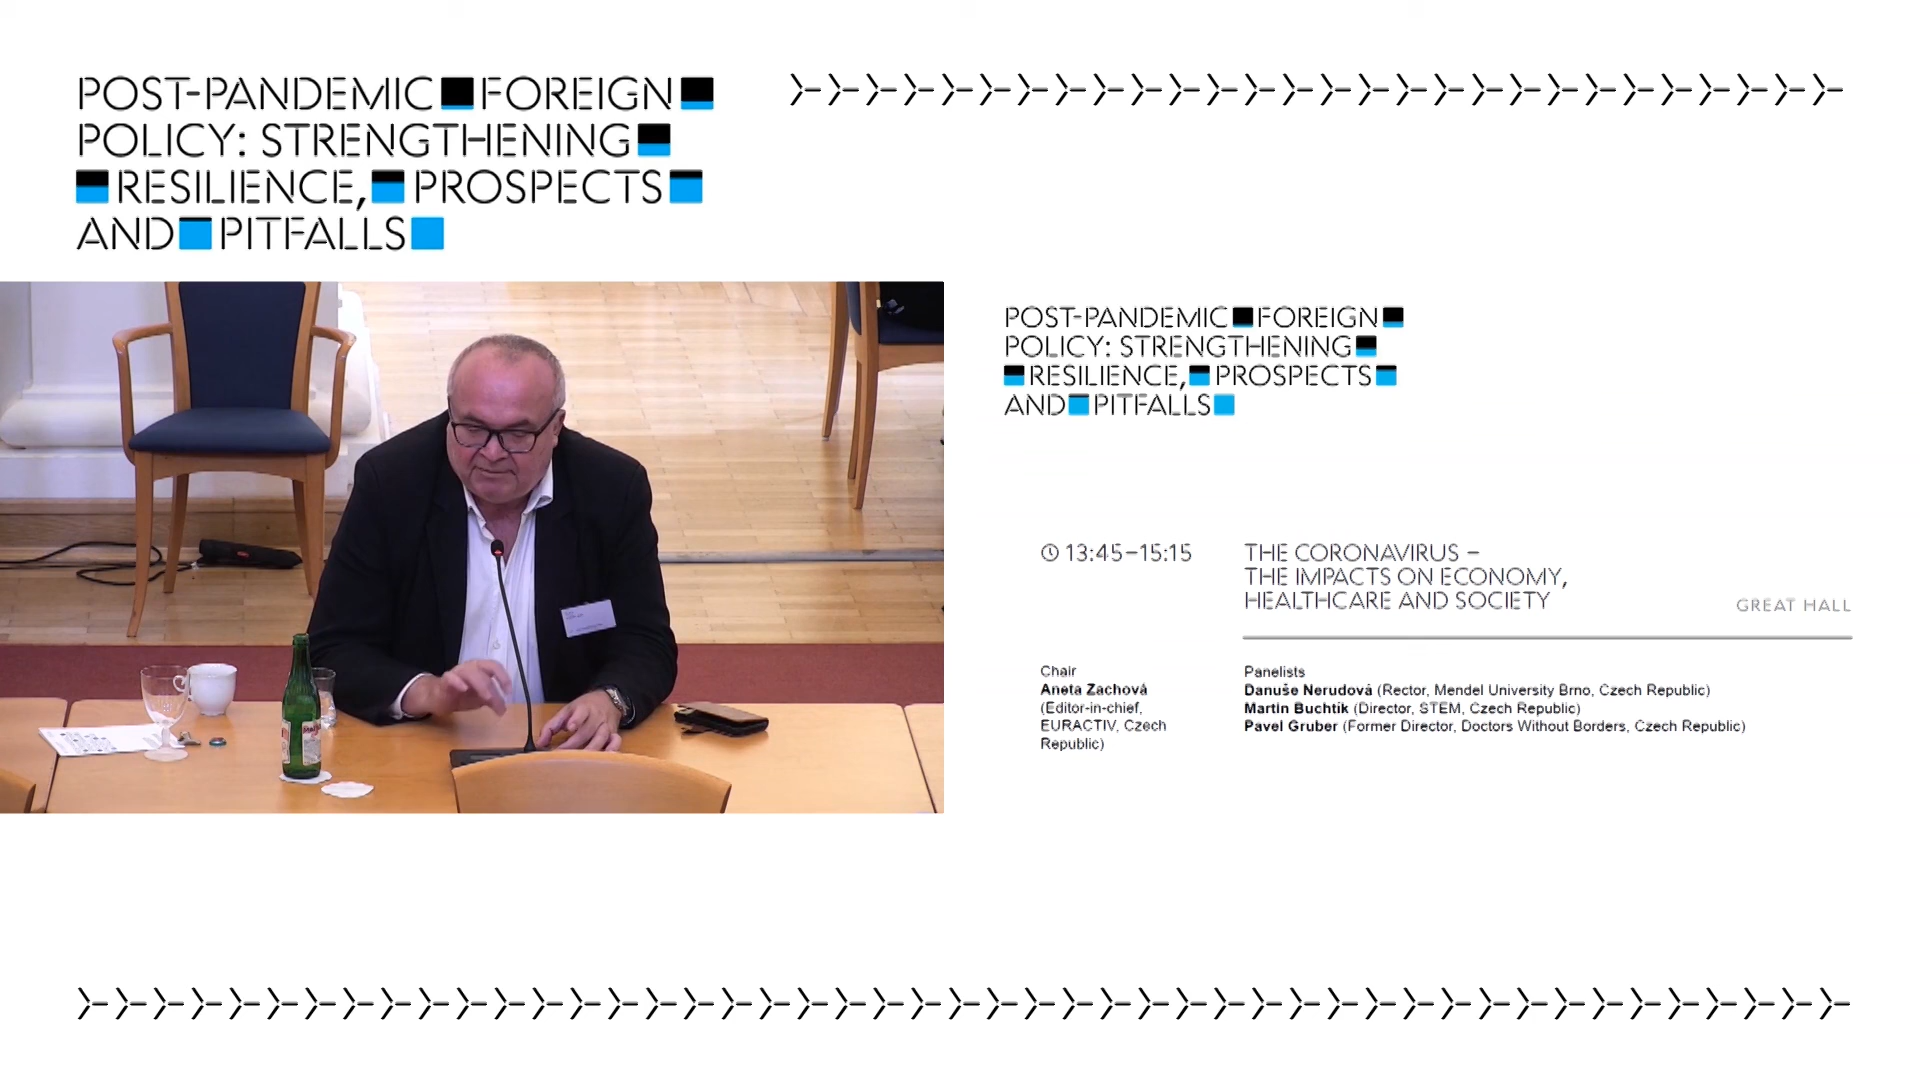 POST-PANDEMIC FOREIGN
POLICY: STRENGTHENING
RESILIENCE, PROSPECTS
AND PITFALLS
POST-PANDEMIC FOREIGN
POLICY: STRENGTHENING
RESILIENCE, PROSPECTS
AND PITFALLS
13:45–15:15
THE CORONAVIRUS –
THE IMPACTS ON ECONOMY,
HEALTHCARE AND SOCIETY
GREAT HALL
Chair
Aneta Zachová
(Editor-in-chief,
EURACTIV, Czech
Republic)
Panelists
Danuše Nerudová (Rector, Mendel University Brno, Czech Republic)
Martin Buchtík (Director, STEM, Czech Republic)
Pavel Gruber (Former Director, Doctors Without Borders, Czech Republic)